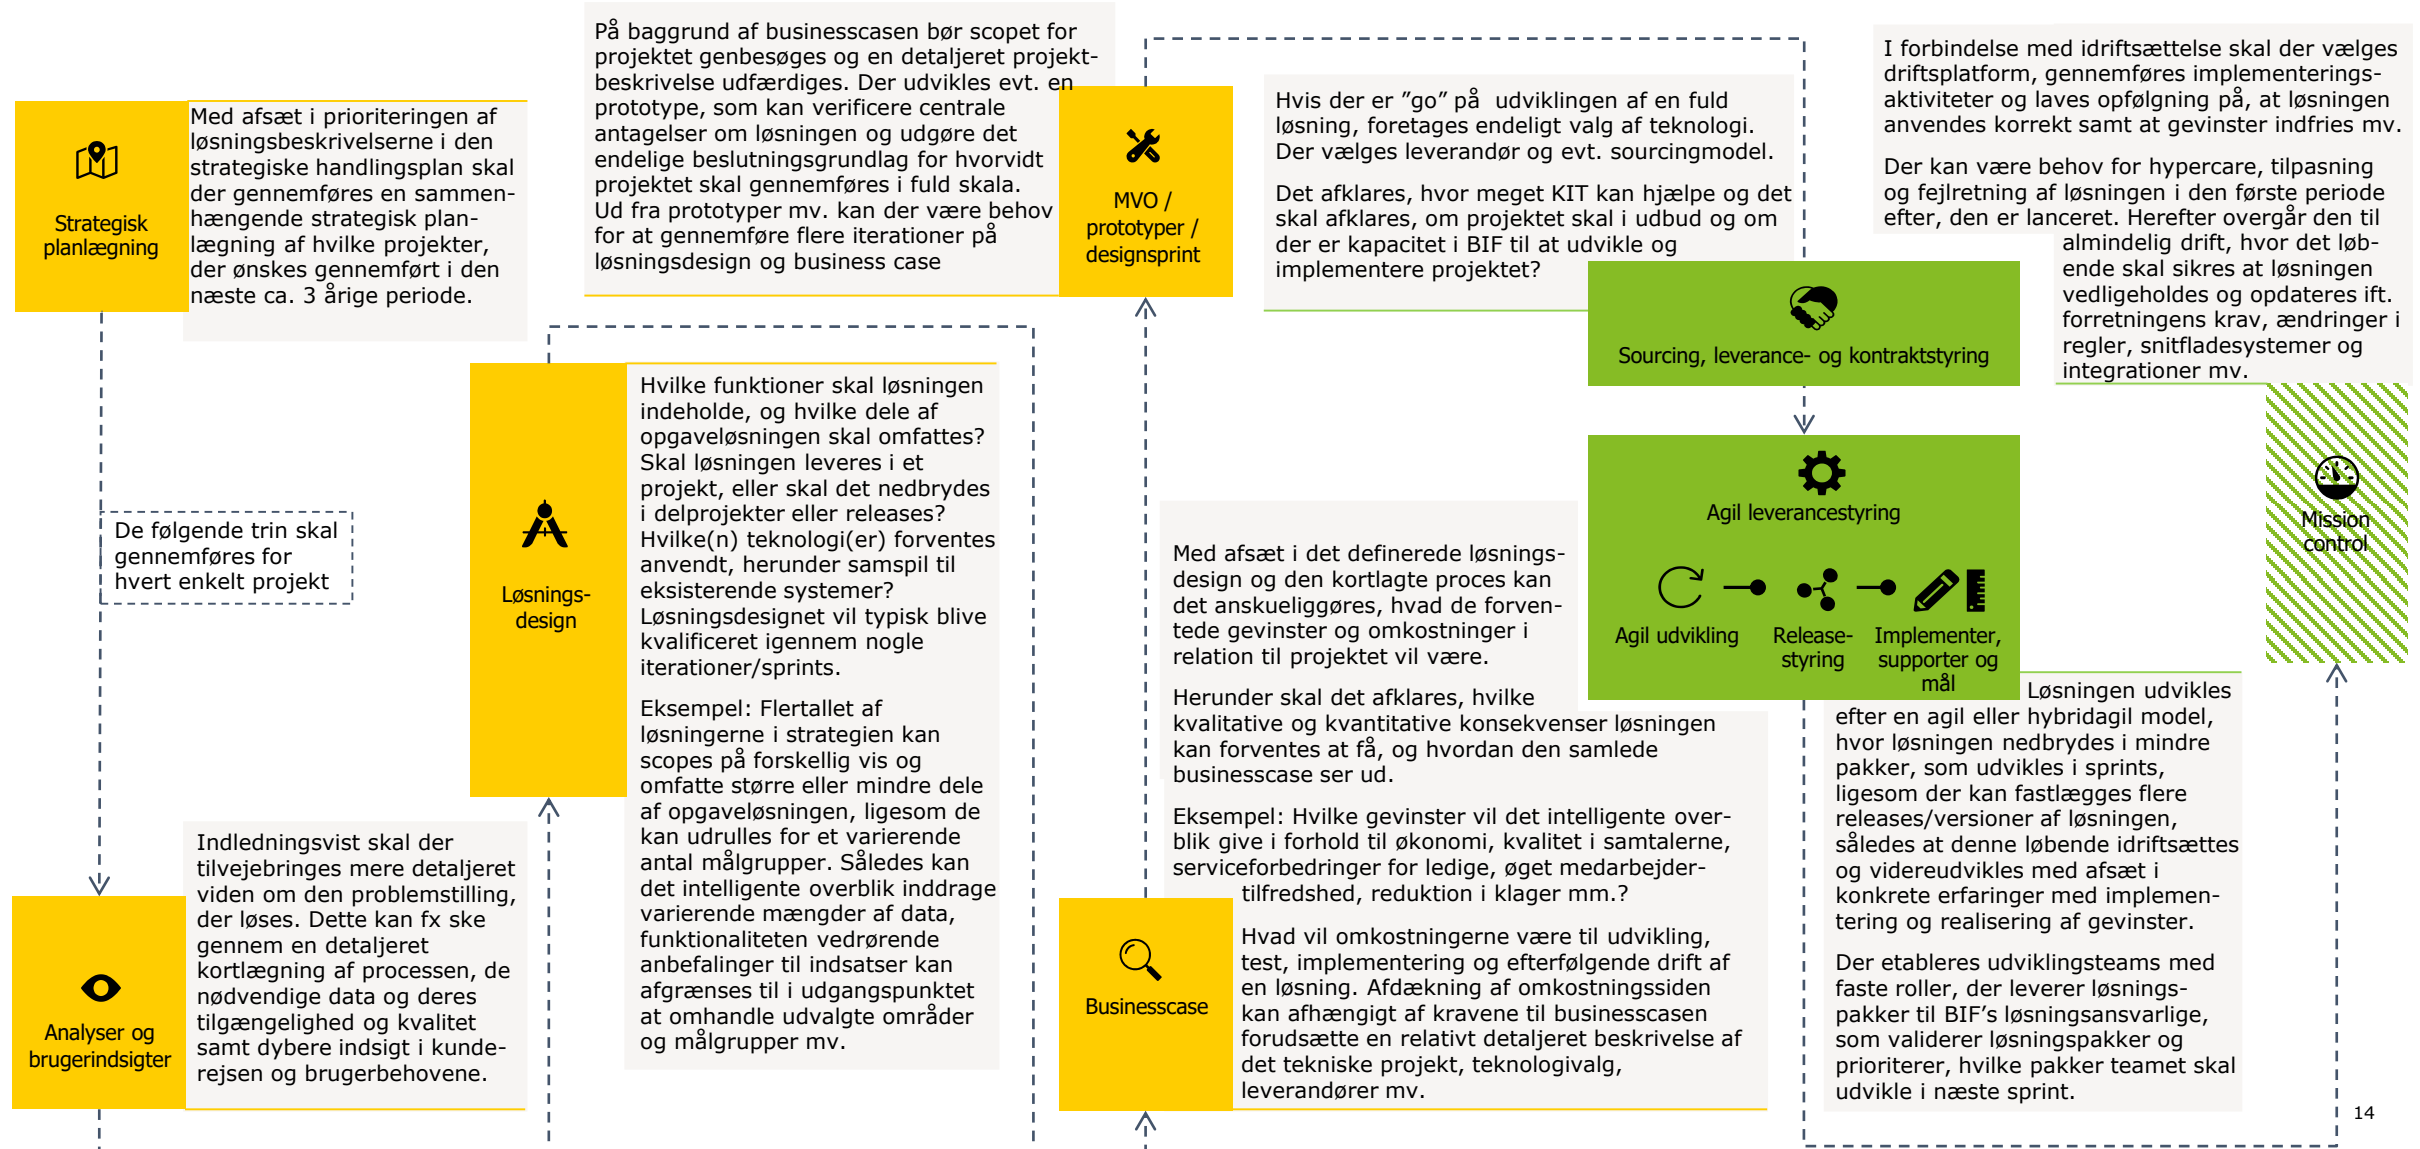 Strategisk
planlægning
Med afsæt i prioriteringen af
løsningsbeskrivelserne i den
strategiske handlingsplan skal
der gennemføres en sammen-
hængende strategisk plan-
lægning af hvilke projekter,
der ønskes gennemført i den
næste ca. 3 årige periode.
De følgende trin skal
gennemføres for
hvert enkelt projekt
Analyser og
brugerindsigter
Indledningsvist skal der
tilvejebringes mere detaljeret
viden om den problemstilling,
der løses. Dette kan fx ske
gennem en detaljeret
kortlægning af processen, de
nødvendige data og deres
tilgængelighed og kvalitet
samt dybere indsigt i kunde-
rejsen og brugerbehovene.
Løsnings-
design
Hvilke funktioner skal løsningen
indeholde, og hvilke dele af
opgaveløsningen skal omfattes?
Skal løsningen leveres i et
projekt, eller skal det nedbrydes
i delprojekter eller releases?
Hvilke(n) teknologi(er) forventes
anvendt, herunder samspil til
eksisterende systemer?
Løsningsdesignet vil typisk blive
kvalificeret igennem nogle
iterationer/sprints.
Eksempel: Flertallet af
løsningerne i strategien kan
scopes på forskellig vis og
omfatte større eller mindre dele
af opgaveløsningen, ligesom de
kan udrulles for et varierende
antal målgrupper. Således kan
det intelligente overblik inddrage
varierende mængder af data,
funktionaliteten vedrørende
anbefalinger til indsatser kan
afgrænses til i udgangspunktet
at omhandle udvalgte områder
og målgrupper mv.
Businesscase
Med afsæt i det definerede løsnings-
design og den kortlagte proces kan
det anskueliggøres, hvad de forven-
tede gevinster og omkostninger i
relation til projektet vil være.
Herunder skal det afklares, hvilke
kvalitative og kvantitative konsekvenser løsningen
kan forventes at få, og hvordan den samlede
businesscase ser ud.
Eksempel: Hvilke gevinster vil det intelligente over-
blik give i forhold til økonomi, kvalitet i samtalerne,
serviceforbedringer for ledige, øget medarbejder-
tilfredshed, reduktion i klager mm.?
Hvad vil omkostningerne være til udvikling,
test, implementering og efterfølgende drift af
en løsning. Afdækning af omkostningssiden
kan afhængigt af kravene til businesscasen
forudsætte en relativt detaljeret beskrivelse af
det tekniske projekt, teknologivalg,
leverandører mv.
På baggrund af businesscasen bør scopet for
projektet genbesøges og en detaljeret projekt-
beskrivelse udfærdiges. Der udvikles evt. en
prototype, som kan verificere centrale
antagelser om løsningen og udgøre det
endelige beslutningsgrundlag for hvorvidt
projektet skal gennemføres i fuld skala.
Ud fra prototyper mv. kan der være behov
for at gennemføre flere iterationer på
løsningsdesign og business case
MVO /
prototyper /
designsprint
Hvis der er ”go” på  udviklingen af en fuld
løsning, foretages endeligt valg af teknologi.
Der vælges leverandør og evt. sourcingmodel.
Det afklares, hvor meget KIT kan hjælpe og det
skal afklares, om projektet skal i udbud og om
der er kapacitet i BIF til at udvikle og
implementere projektet?
Sourcing, leverance- og kontraktstyring
Agil leverancestyring
Agil udvikling
Release-
styring
Implementer,
supporter og
mål
Løsningen udvikles
efter en agil eller hybridagil model,
hvor løsningen nedbrydes i mindre
pakker, som udvikles i sprints,
ligesom der kan fastlægges flere
releases/versioner af løsningen,
således at denne løbende idriftsættes
og videreudvikles med afsæt i
konkrete erfaringer med implemen-
tering og realisering af gevinster.
Der etableres udviklingsteams med
faste roller, der leverer løsnings-
pakker til BIF’s løsningsansvarlige,
som validerer løsningspakker og
prioriterer, hvilke pakker teamet skal
udvikle i næste sprint.
I forbindelse med idriftsættelse skal der vælges
driftsplatform, gennemføres implementerings-
aktiviteter og laves opfølgning på, at løsningen
anvendes korrekt samt at gevinster indfries mv.
Der kan være behov for hypercare, tilpasning
og fejlretning af løsningen i den første periode
efter, den er lanceret. Herefter overgår den til
almindelig drift, hvor det løb-
ende skal sikres at løsningen
vedligeholdes og opdateres ift.
forretningens krav, ændringer i
regler, snitfladesystemer og
integrationer mv.
Mission
control
14